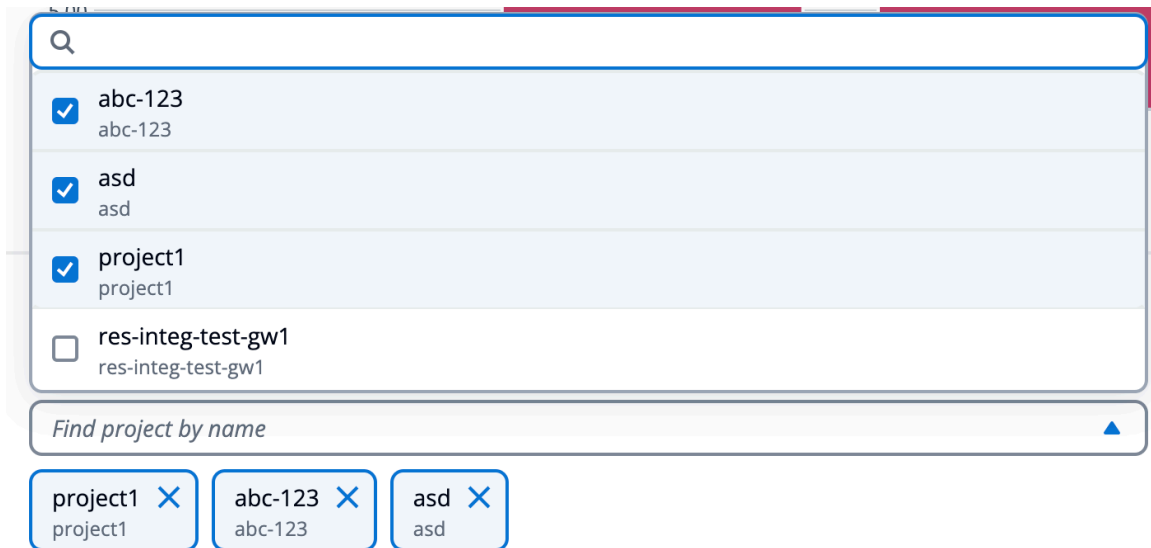 abc-123
abc-123
asd
asd
project1
project1
res-integ-test-gw1
res-integ-test-gw1
Find project by name
project1 abc-123 asd
project1 abc-123 asd